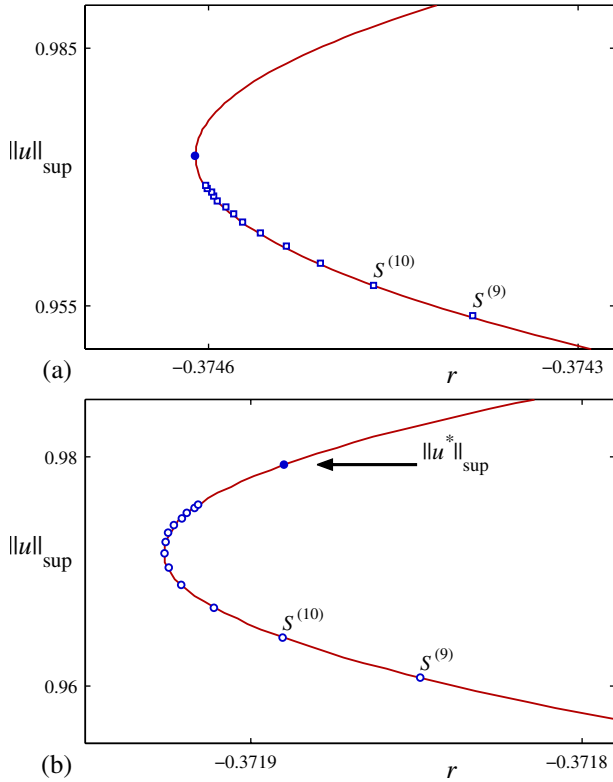 0.985
||u||sup
S(10)
S(9)
0.955
−0.3746
−0.3743
(a)
r
0.98
||u*||sup
||u||sup
S(10)
S(9)
0.96
−0.3719
−0.3718
(b)
r